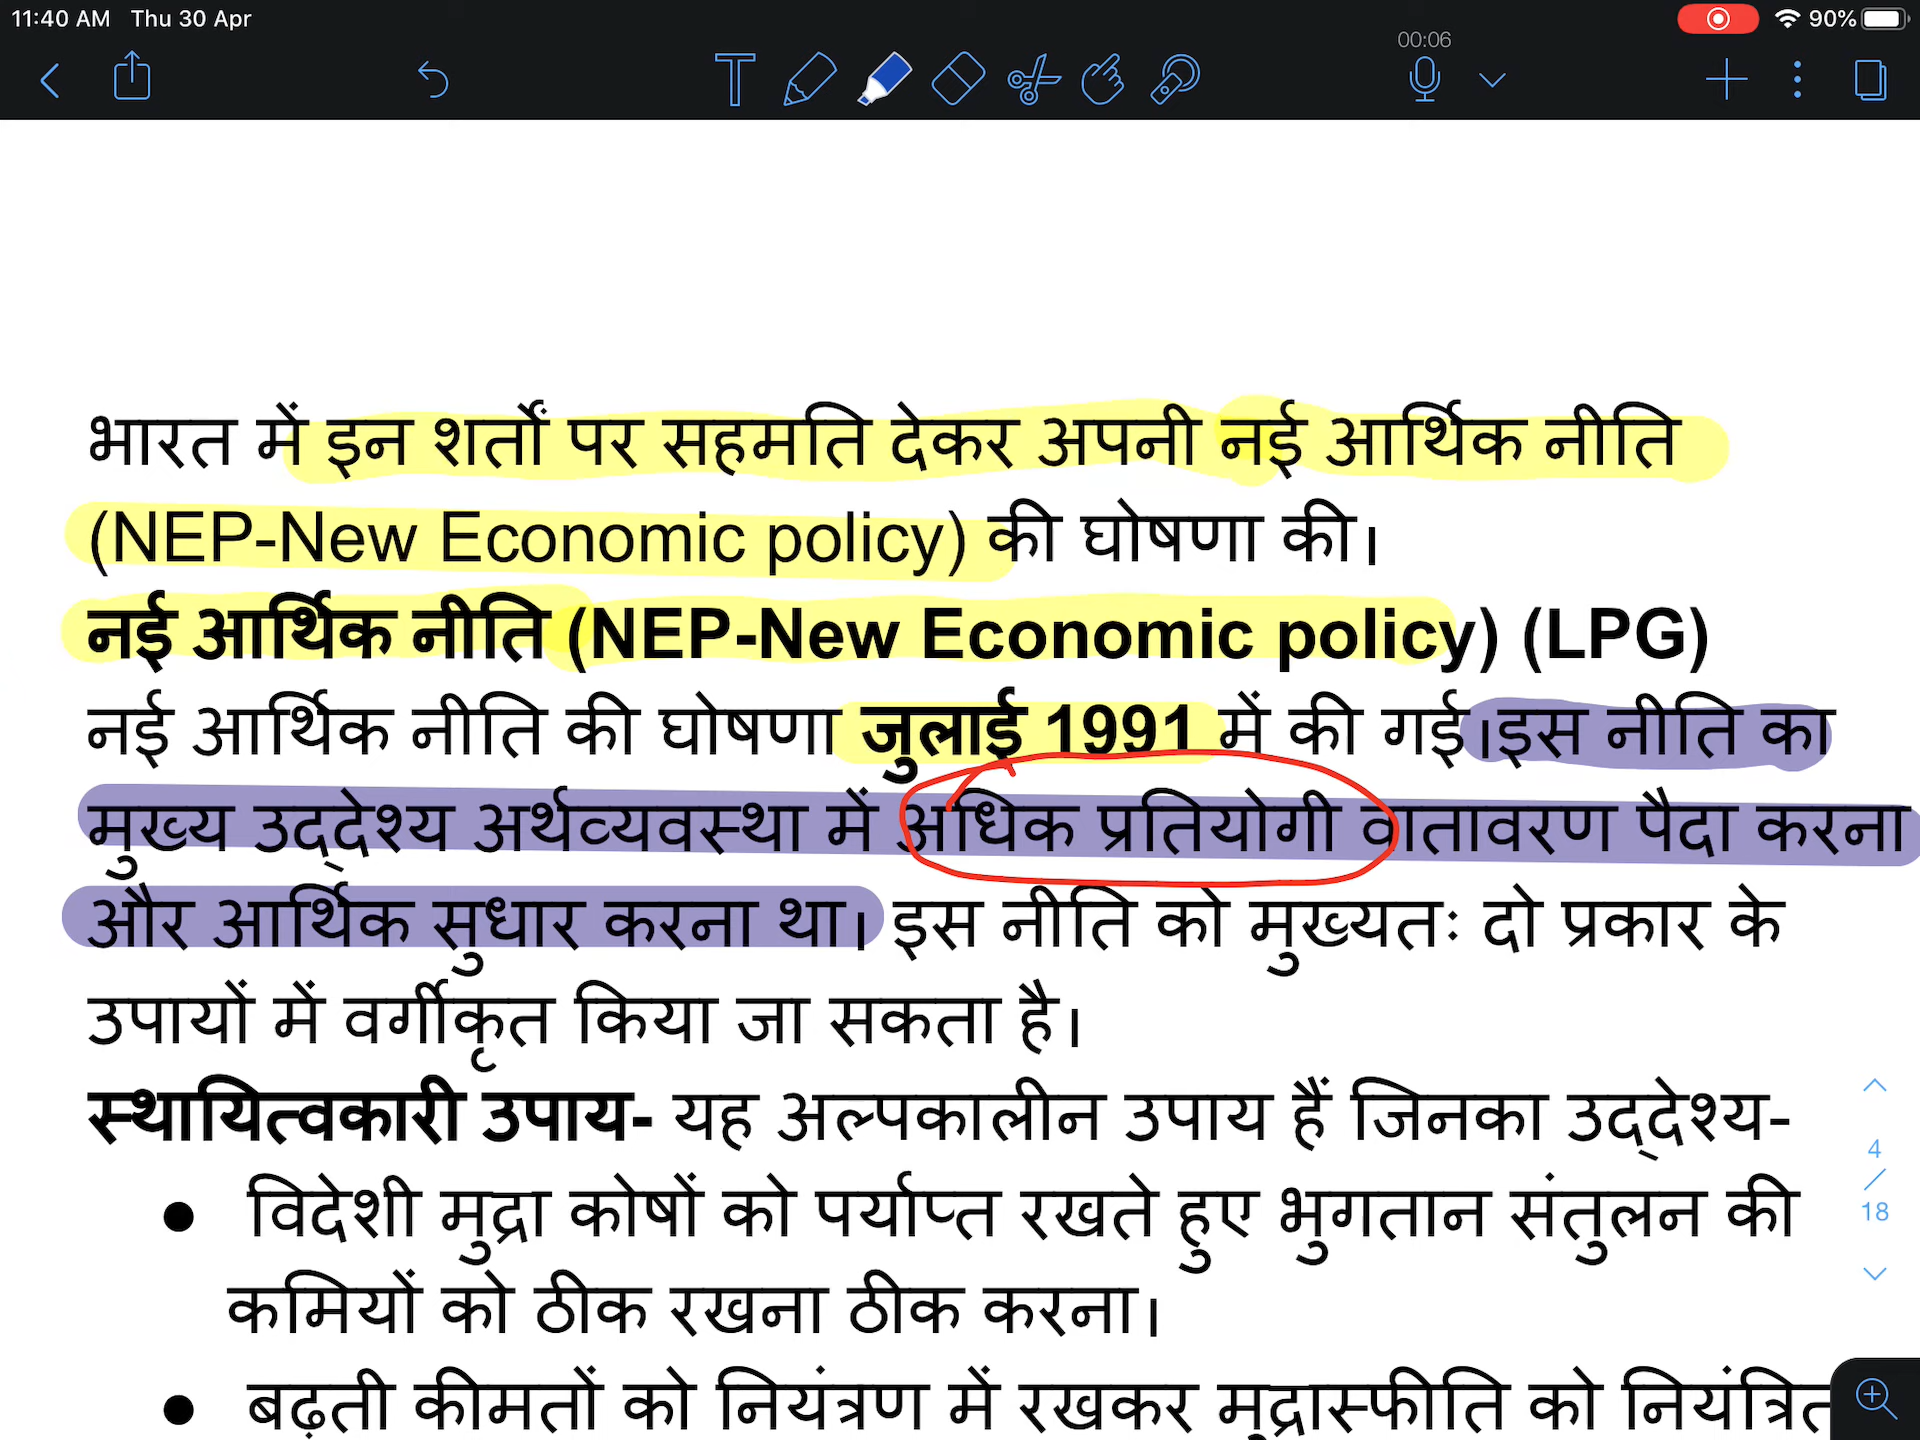 11:40 AM Thu 30 Apr
90%
00:06
भारत में इन शर्तों पर सहमति देकर अपनी नई आर्थिक नीति
(NEP-New Economic policy) की घोषणा की।
नई आर्थिक नीति (NEP-New Economic policy) (LPG)
नई आर्थिक नीति की घोषणा जुलाई 1991 में की गई।इस नीति का
मुख्य उद्देश्य अर्थव्यवस्था में अधिक प्रतियोगी वातावरण पैदा करना
और आर्थिक सुधार करना था। इस नीति को मुख्यतः दो प्रकार के
उपायों में वर्गीकृत किया जा सकता है।
स्थायित्वकारी उपाय- यह अल्पकालीन उपाय हैं जिनका उद्देश्य-
● विदेशी मुद्रा कोषों को पर्याप्त रखते हुए भुगतान संतुलन की
कमियों को ठीक रखना ठीक करना।
● बढ़ती कीमतों को नियंत्रण में रखकर मुद्रास्फीति को नियंत्रित
4
/
18